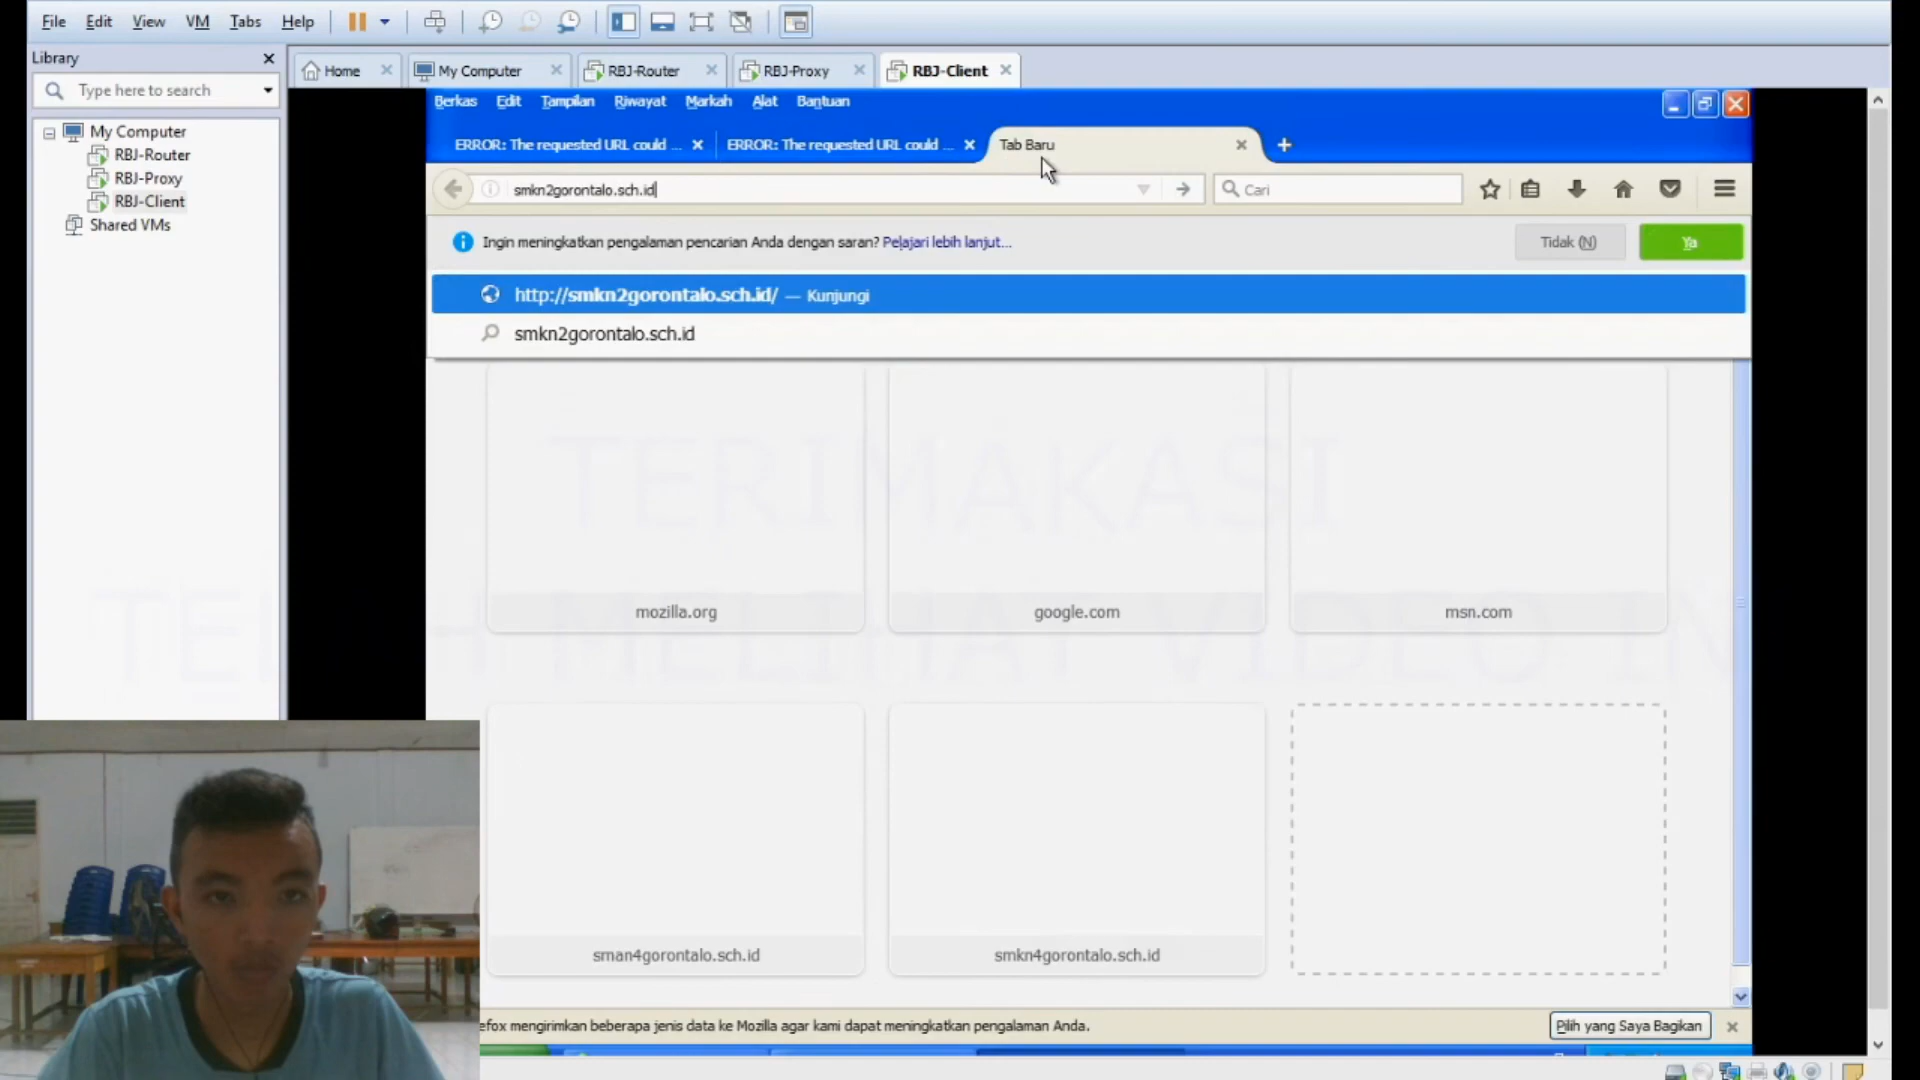 File Edit View VM Tabs Help
Library
Type here to search
My Computer
RBJ-Router
RBJ-Proxy
RBJ-Client
Shared VMs
Home My Computer RBJ-Router RBJ-Proxy RBJ-Client
Berkas Edit Tampilan Riwayat Markah Alat Bantuan
ERROR: The requested URL could ... ERROR: The requested URL could ... Tab Baru
smkn2gorontalo.sch.id Cari
Ingin meningkatkan pengalaman pencarian Anda dengan saran? Pelajari lebih lanjut... Tidak (N) Ya
http://smkn2gorontalo.sch.id/ — Kunjungi
smkn2gorontalo.sch.id
TERIMAKASI
MELIHAT VIDEO IN
mozilla.org google.com msn.com
sman4gorontalo.sch.id smkn4gorontalo.sch.id
efox mengirimkan beberapa jenis data ke Mozilla agar kami dapat meningkatkan pengalaman Anda. Pilih yang Saya Bagikan